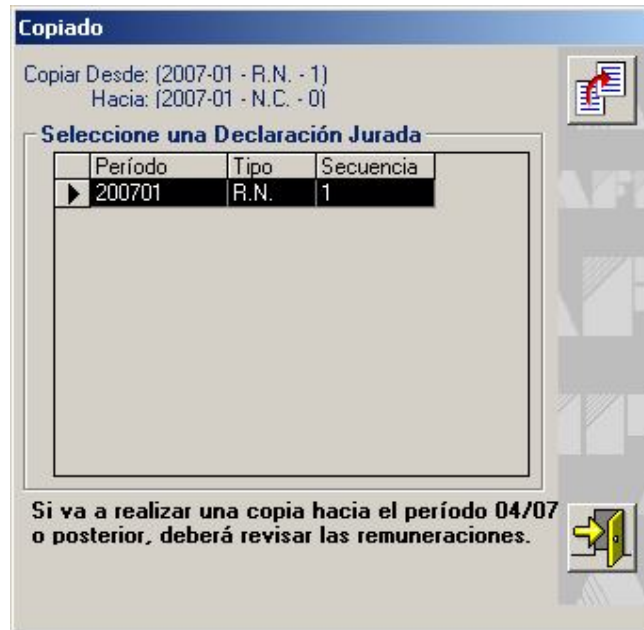 Copiado
Copiar Desde: (2007-01 - R.N. - 1)
Hacia: (2007-01 - N.C. - 0)
Seleccione una Declaración Jurada
Período Tipo Secuencia
200701 R.N. 1
Si va a realizar una copia hacia el período 04/07
o posterior, deberá revisar las remuneraciones.